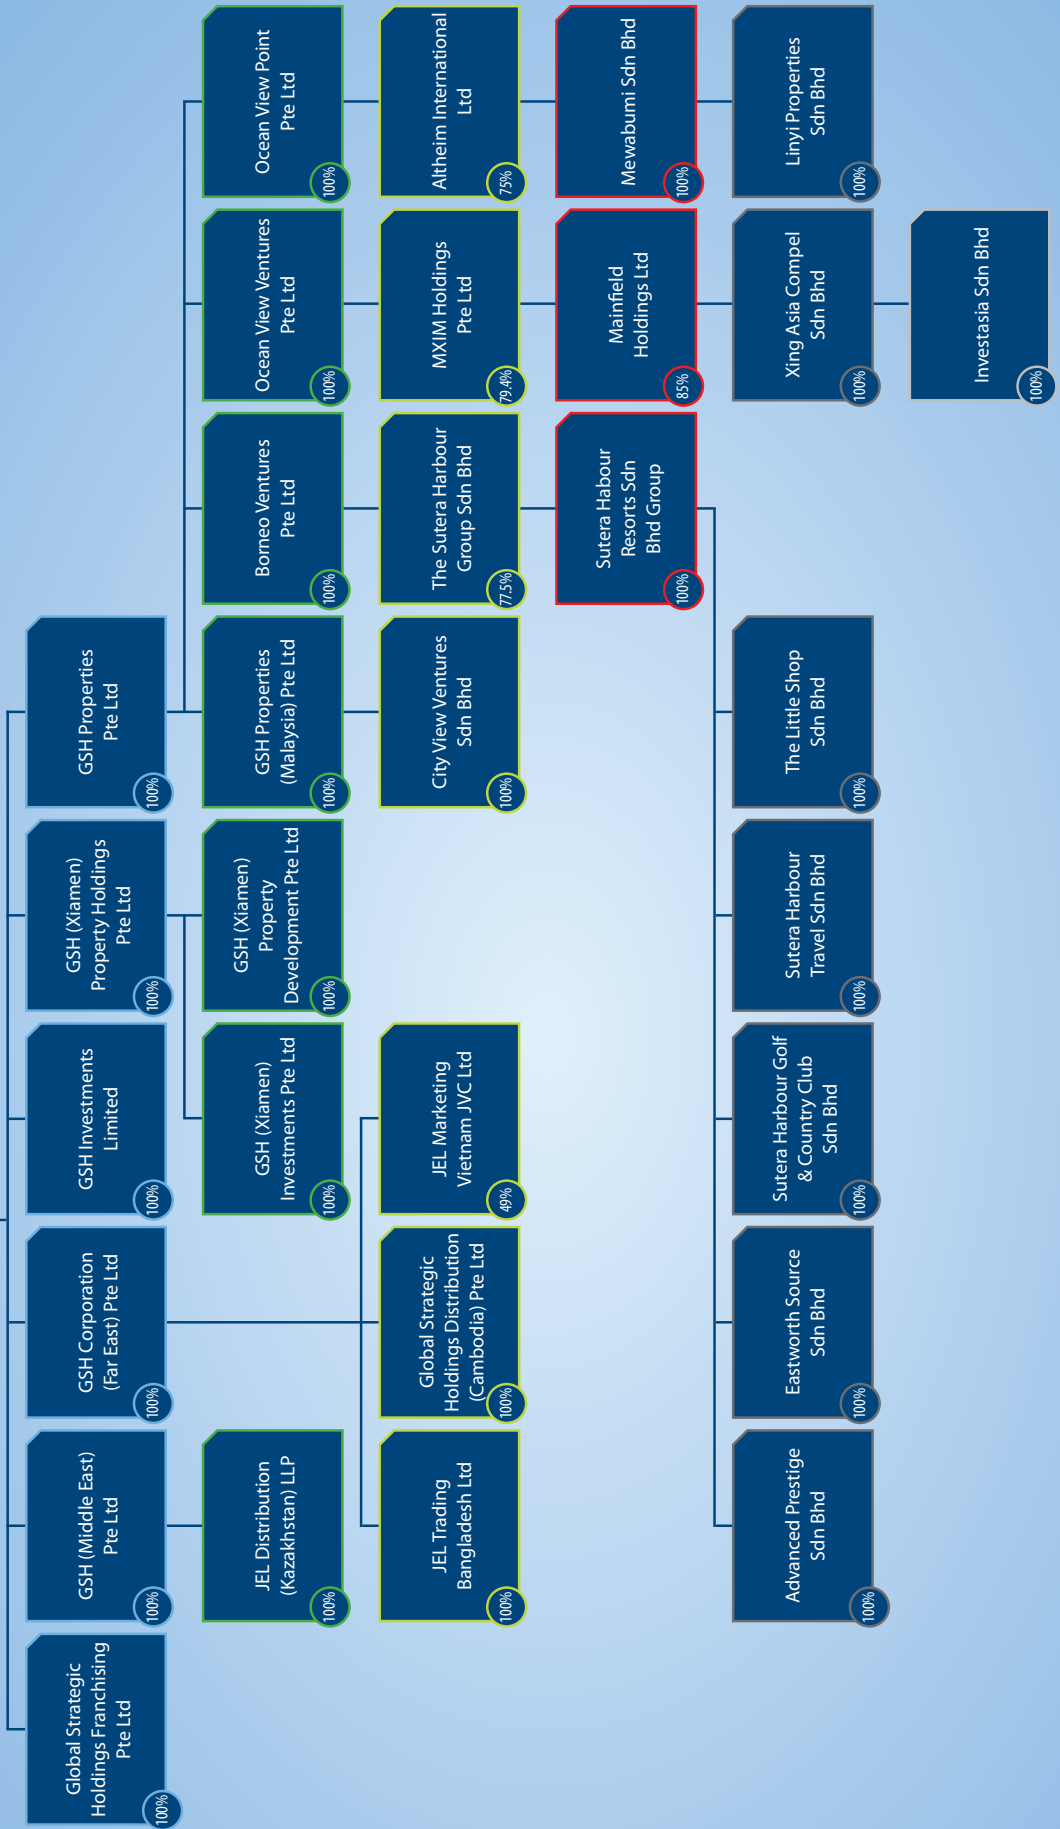 Global Strategic
Holdings Franchising
Pte Ltd
100%
GSH (Middle East)
Pte Ltd
100%
GSH Corporation
(Far East) Pte Ltd
100%
GSH Investments
Limited
100%
GSH (Xiamen)
Property Holdings
Pte Ltd
100%
GSH Properties
Pte Ltd
100%
JEL Distribution
(Kazakhstan) LLP
100%
GSH (Xiamen)
Investments Pte Ltd
100%
GSH (Xiamen)
Property
Development Pte Ltd
100%
GSH Properties
(Malaysia) Pte Ltd
100%
Borneo Ventures
Pte Ltd
100%
Ocean View Ventures
Pte Ltd
100%
Ocean View Point
Pte Ltd
100%
JEL Trading
Bangladesh Ltd
100%
Global Strategic
Holdings Distribution
(Cambodia) Pte Ltd
100%
JEL Marketing
Vietnam JVC Ltd
49%
City View Ventures
Sdn Bhd
100%
The Sutera Harbour
Group Sdn Bhd
77.5%
MXIM Holdings
Pte Ltd
79.4%
Altheim International
Ltd
75%
Sutera Habour
Resorts Sdn
Bhd Group
100%
Mainfield
Holdings Ltd
85%
Mewabumi Sdn Bhd
100%
Advanced Prestige
Sdn Bhd
100%
Eastworth Source
Sdn Bhd
100%
Sutera Harbour Golf
& Country Club
Sdn Bhd
100%
Sutera Harbour
Travel Sdn Bhd
100%
The Little Shop
Sdn Bhd
100%
Xing Asia Compel
Sdn Bhd
100%
Linyi Properties
Sdn Bhd
100%
Investasia Sdn Bhd
100%